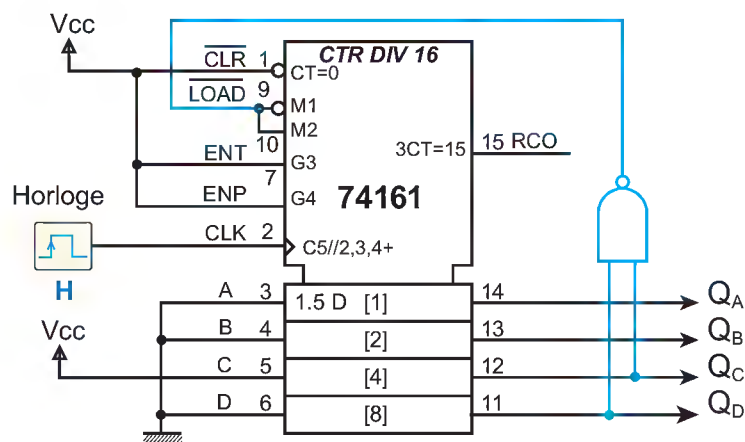 Vcc
CLR 1
CTR DIV 16
CT=0
LOAD 9
M1
M2
10
ENT
G3
3CT=15
15 RCO
7
ENP
G4
74161
Horloge
CLK 2
C5//2,3,4+
H
A 3
1.5 D [1]
14
QA
Vcc
B 4
[2]
13
QB
C 5
[4]
12
QC
D 6
[8]
11
QD